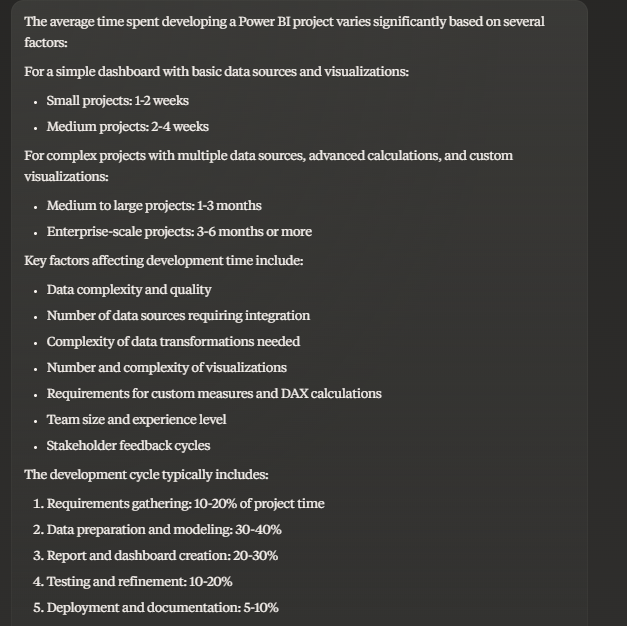 The average time spent developing a Power BI project varies significantly based on several
factors:
For a simple dashboard with basic data sources and visualizations:
• Small projects: 1-2 weeks
• Medium projects: 2-4 weeks
For complex projects with multiple data sources, advanced calculations, and custom
visualizations:
• Medium to large projects: 1-3 months
• Enterprise-scale projects: 3-6 months or more
Key factors affecting development time include:
• Data complexity and quality
• Number of data sources requiring integration
• Complexity of data transformations needed
• Number and complexity of visualizations
• Requirements for custom measures and DAX calculations
• Team size and experience level
• Stakeholder feedback cycles
The development cycle typically includes:
1. Requirements gathering: 10-20% of project time
2. Data preparation and modeling: 30-40%
3. Report and dashboard creation: 20-30%
4. Testing and refinement: 10-20%
5. Deployment and documentation: 5-10%